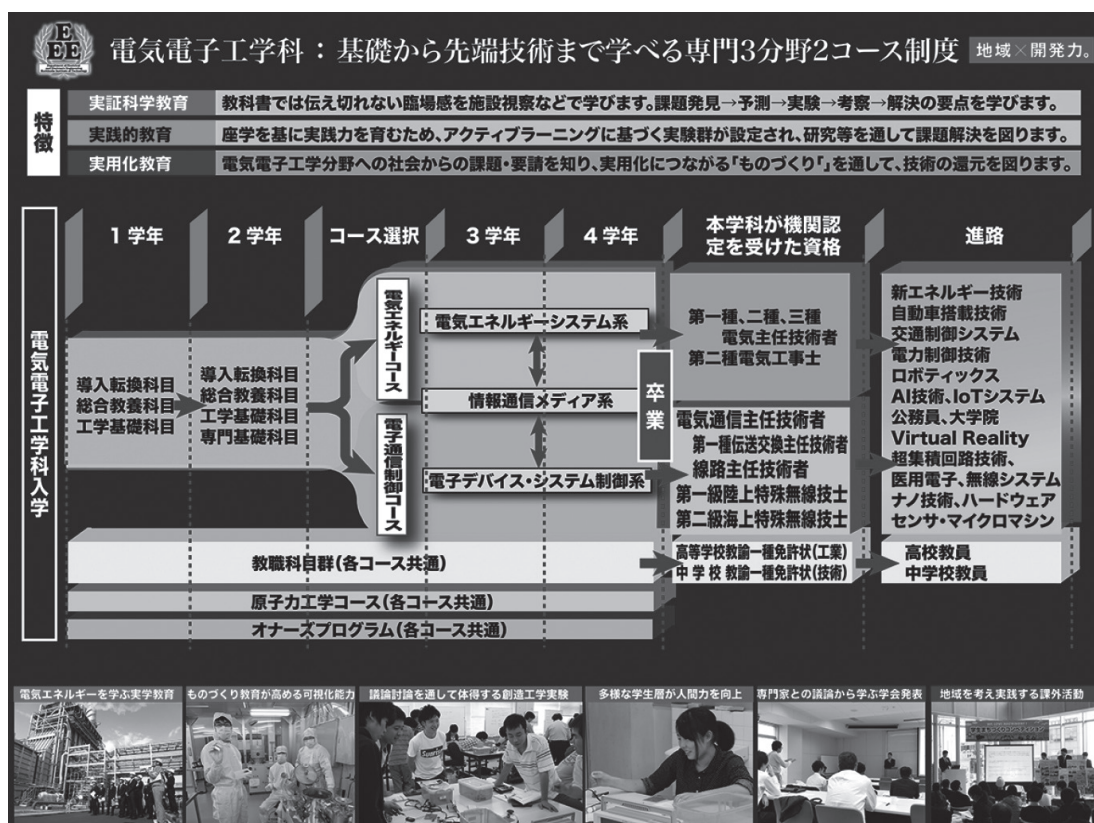 EEE
電気電子工学科：基礎から先端技術まで学べる専門3分野2コース制度
地域×開発力。
特徴
実証科学教育 教科書では伝え切れない臨場感を施設視察などで学びます。課題発見→予測→実験→考察→解決の要点を学びます。
実践的教育 座学を基に実践力を育むため、アクティブラーニングに基づく実験群が設定され、研究等を通して課題解決を図ります。
実用化教育 電気電子工学分野への社会からの課題・要請を知り、実用化につながる「ものづくり「」を通して、技術の還元を図ります。
電気電子工学科入学
1学年
2学年
コース選択
3学年
4学年
本学科が機関認
定を受けた資格
進路
導入転換科目
総合教養科目
工学基礎科目
導入転換科目
総合教養科目
工学基礎科目
専門基礎科目
電気エネルギーコース
電子通信制御コース
電気エネルギーシステム系
情報通信メディア系
電子デバイス・システム制御系
卒業
第一種、二種、三種
電気主任技術者
第二種電気工事士
電気通信主任技術者
第一種伝送交換主任技術者
線路主任技術者
第一級陸上特殊無線技士
第二級海上特殊無線技士
新エネルギー技術
自動車搭載技術
交通制御システム
電力制御技術
ロボティックス
AI技術、IoTシステム
公務員、大学院
Virtual Reality
超集積回路技術、
医用電子、無線システム
ナノ技術、ハードウェア
センサ・マイクロマシン
教職科目群（各コース共通）
高等学校教諭一種免許状（工業）
中学校教諭一種免許状（技術）
高校教員
中学校教員
原子力工学コース（各コース共通）
オナーズプログラム（各コース共通）
電気エネルギーを学ぶ実学教育
ものづくり教育が高める可視化能力
議論討論を通して体得する創造工学実験
多様な学生層が人間力を向上
専門家との議論から学ぶ学会発表
地域を考え実践する課外活動